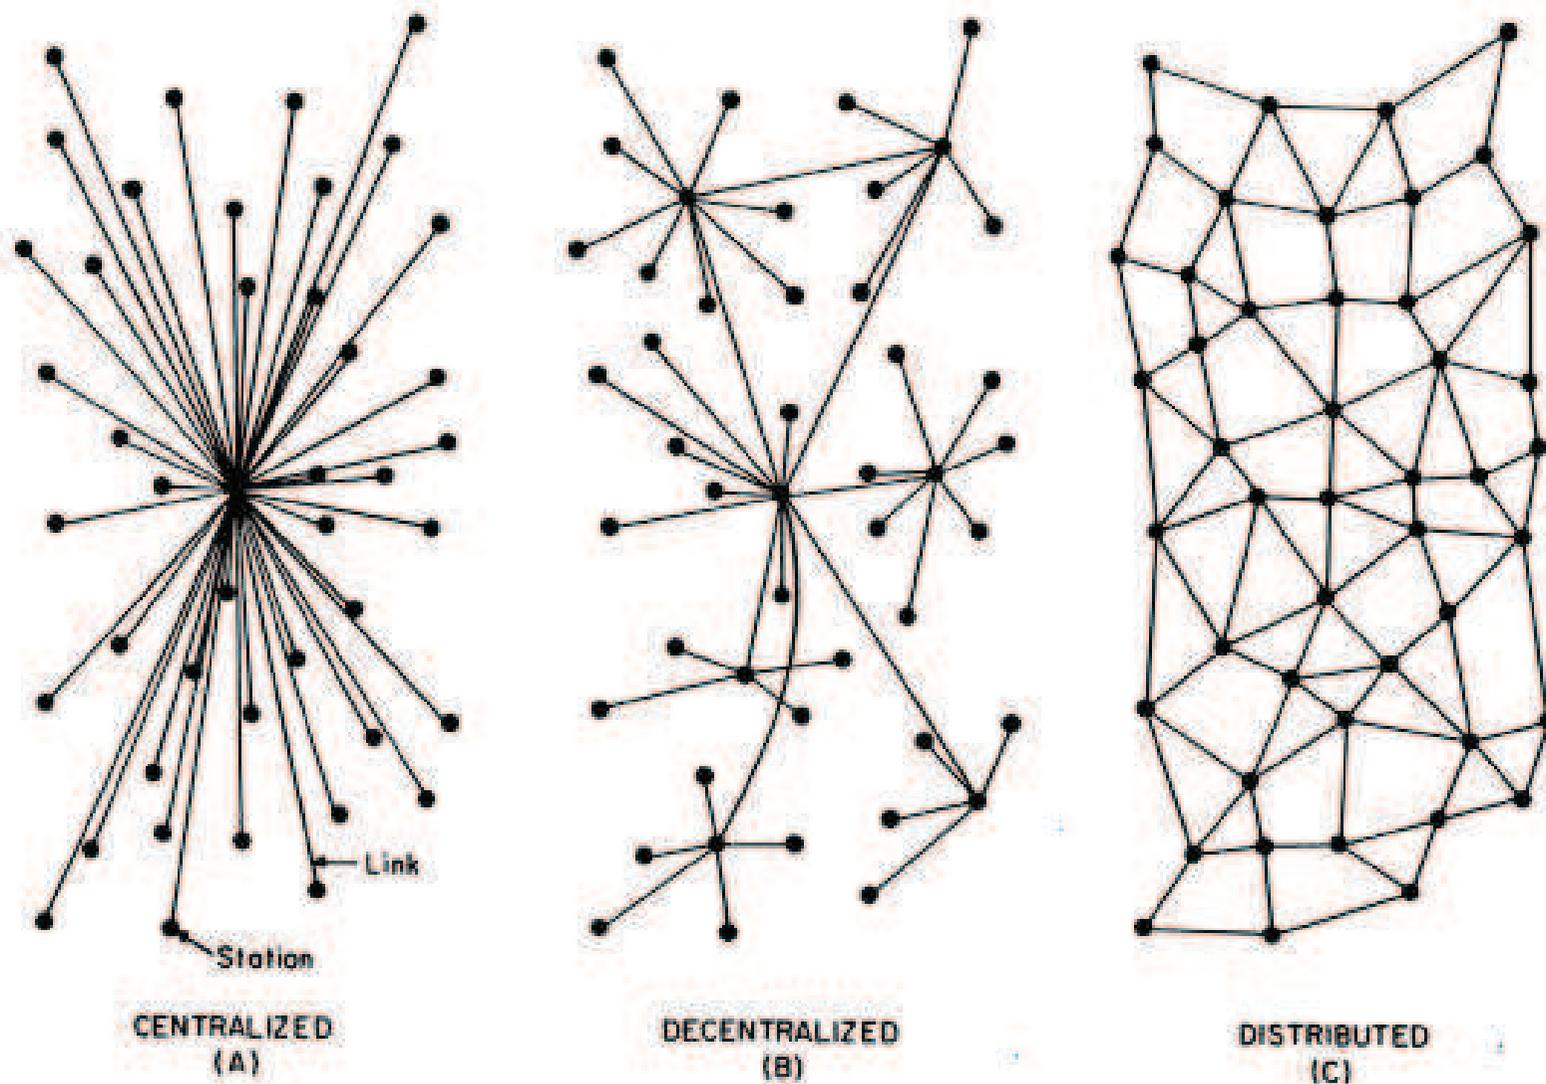 Link
Station
CENTRALIZED
(A)
DECENTRALIZED
(B)
DISTRIBUTED
(C)